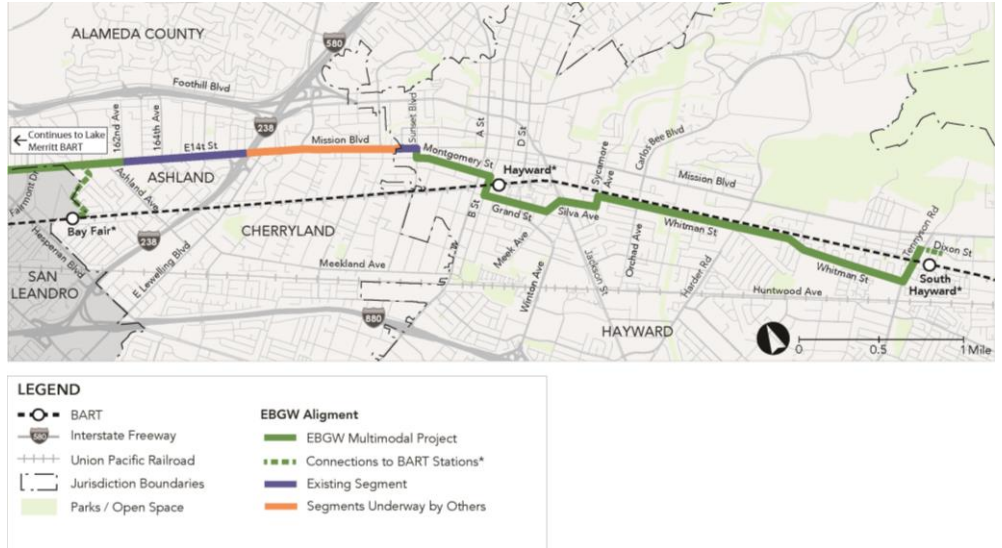 ALAMEDA COUNTY
580
Foothill Blvd
Continues to Lake
Merritt BART
162nd Ave
164th Ave
238
E14t St
Mission Blvd
Sunset Blvd
A St
D St
Montgomery St
Hayward*
Sycamore
Ave
Carlos Bee Blvd
Mission Blvd
Fairmont Dr
ASHLAND
Ashland Ave
Bay Fair*
238
Hesperian Blvd
E Lewelling Blvd
CHERRYLAND
B St
Grand St
Silva Ave
Whitman St
Meek Ave
Orchad Ave
Tennyson Rd
Dixon St
SAN
LEANDRO
Meekland Ave
Winton Ave
Jackson St
Harder Rd
Whitman St
South
Hayward*
Huntwood Ave
880
HAYWARD
0 0.5 1 Mile
LEGEND
BART
580
Interstate Freeway
Union Pacific Railroad
Jurisdiction Boundaries
Parks / Open Space
EBGW Aligment
EBGW Multimodal Project
Connections to BART Stations*
Existing Segment
Segments Underway by Others